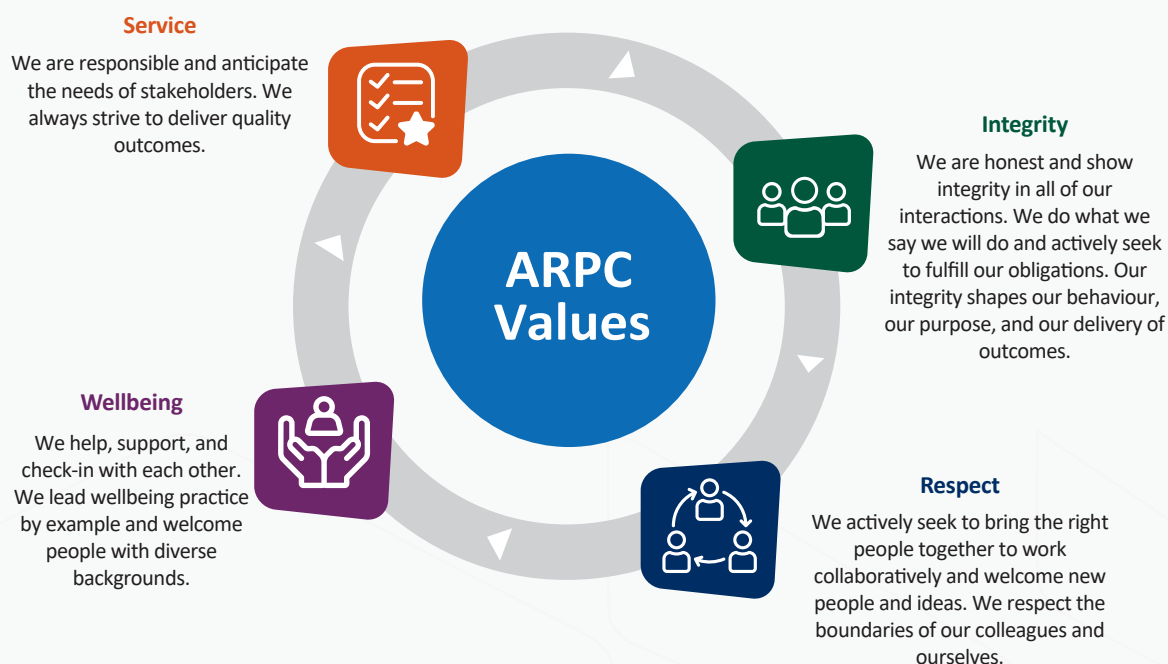 Service
We are responsible and anticipate
the needs of stakeholders. We
always strive to deliver quality
outcomes.
Integrity
We are honest and show
integrity in all of our
interactions. We do what we
say we will do and actively seek
to fulfill our obligations. Our
integrity shapes our behaviour,
our purpose, and our delivery of
outcomes.
ARPC
Values
Wellbeing
We help, support, and
check-in with each other.
We lead wellbeing practice
by example and welcome
people with diverse
backgrounds.
Respect
We actively seek to bring the right
people together to work
collaboratively and welcome new
people and ideas. We respect the
boundaries of our colleagues and
ourselves.